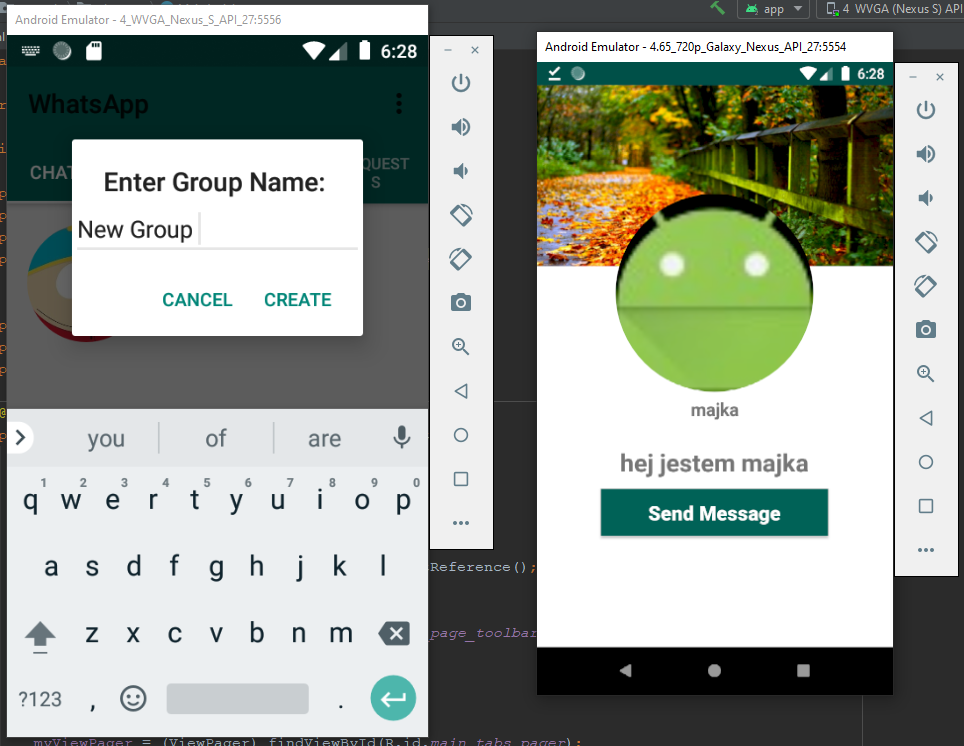 app
4 WVGA (Nexus S) API
Android Emulator - 4_WVGA_Nexus_S_API_27:5556
6:28
WhatsApp
CHAT
QUEST
S
Enter Group Name:
New Group
CANCEL CREATE
you of are
1 2 3 4 5 6 7 8 9 0
q w e r t y u i o p
a s d f g h j k l
z x c v b n m
?123 , .
Android Emulator - 4.65_720p_Galaxy_Nexus_API_27:5554
6:28
majka
hej jestem majka
Send Message
Reference();
page_toolbar
myViewPager = (ViewPager) findViewById(R.id.main_tabs_pager);